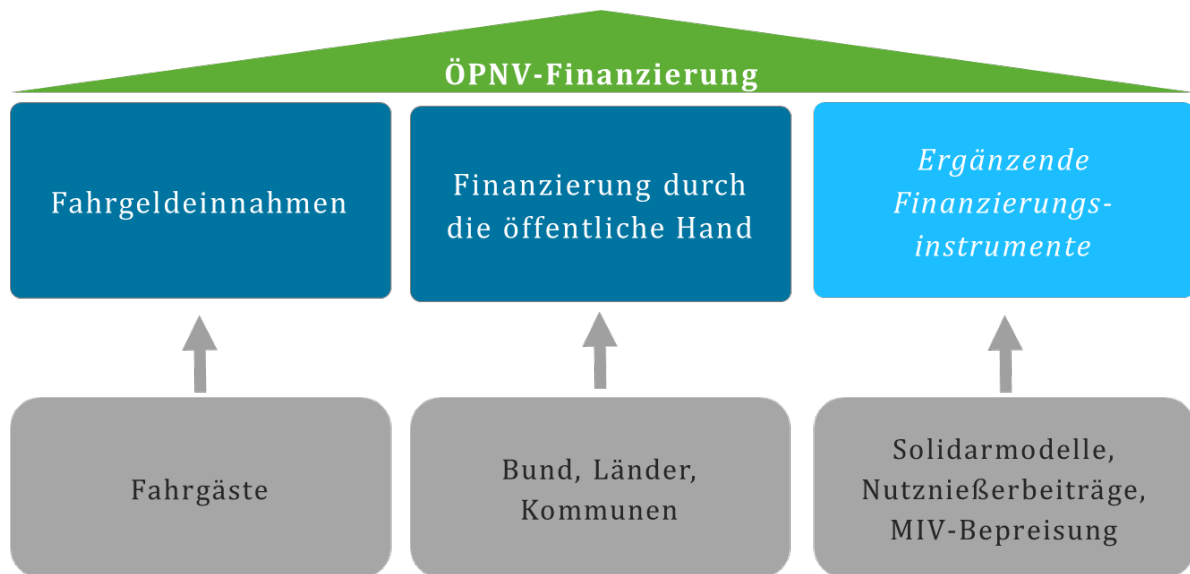 ÖPNV-Finanzierung
Fahrgeldeinnahmen
Finanzierung durch
die öffentliche Hand
Ergänzende
Finanzierungs-
instrumente
Fahrgäste
Bund, Länder,
Kommunen
Solidarmodelle,
Nutznießerbeiträge,
MIV-Bepreisung